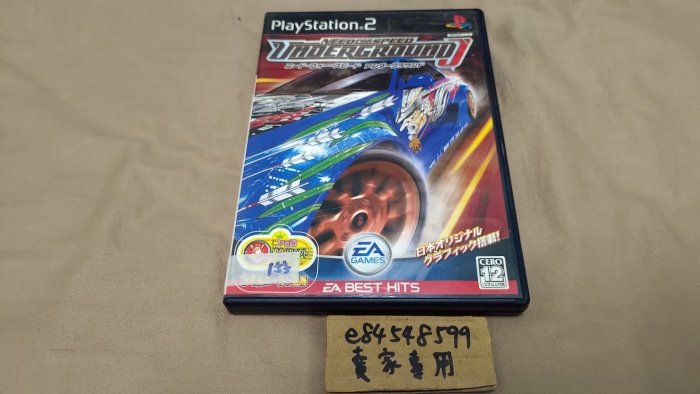 PlayStation 2
NEED FOR SPEED
UNDERGROUND J
ニード・フォー・スピード アンダーグラウンド
日本オリジナル
グラフィック搭載!
EA
GAMES
EA BEST HITS
CERO
12
e84548599
賣家專用